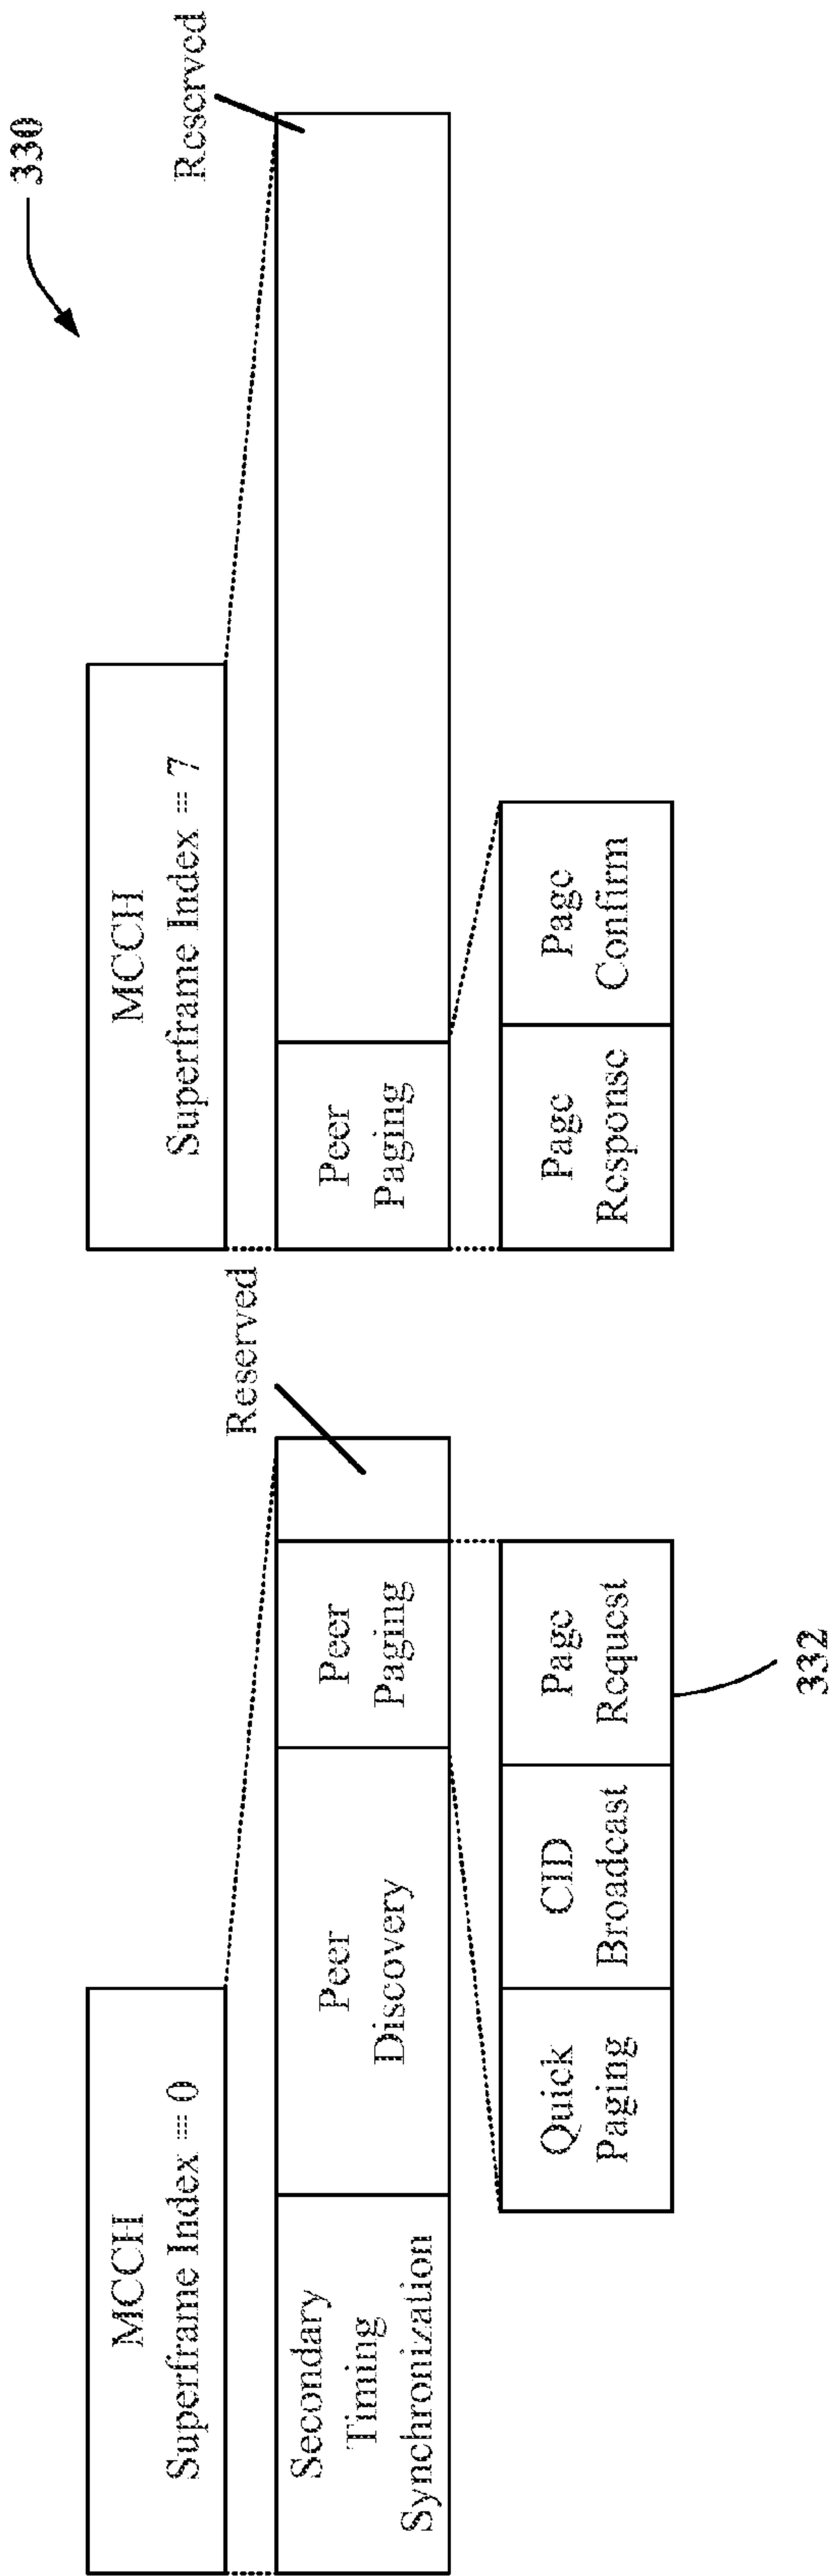 330
MCCH
Superframe Index = 0
Reserved
Secondary
Timing
Synchronization
Peer
Discovery
Peer
Paging
Quick
Paging
CID
Broadcast
Page
Request
332
MCCH
Superframe Index = 7
Reserved
Peer
Paging
Page
Response
Page
Confirm